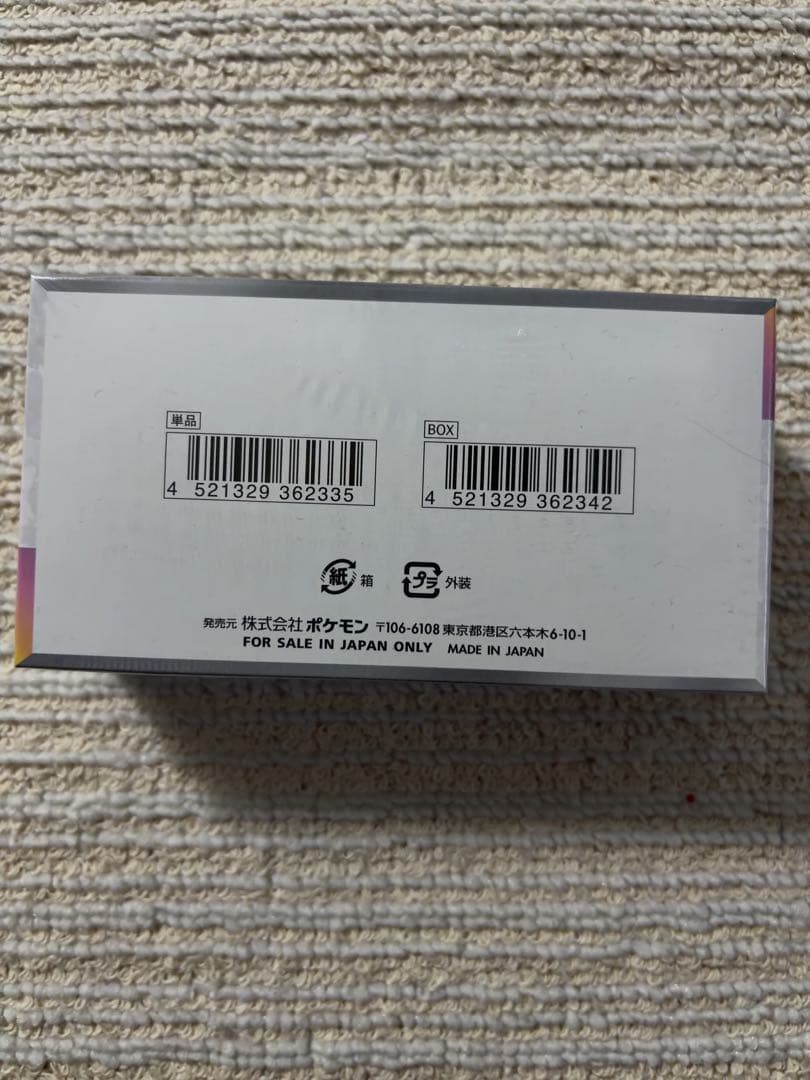 単品
4 521329 362335
BOX
4 521329 362342
紙 箱
プラ 外装
発売元 株式会社 ポケモン 〒106-6108 東京都港区六本木6-10-1
FOR SALE IN JAPAN ONLY MADE IN JAPAN